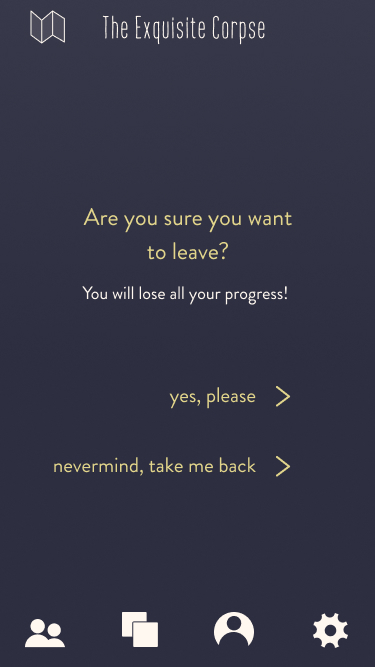 The Exquisite Corpse
Are you sure you want
to leave?
You will lose all your progress!
yes, please
nevermind, take me back